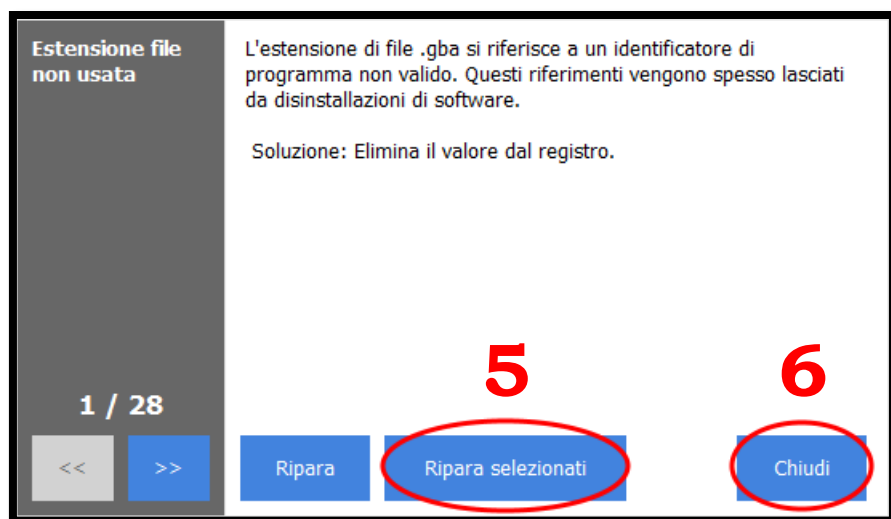 Estensione file
non usata
L'estensione di file .gba si riferisce a un identificatore di
programma non valido. Questi riferimenti vengono spesso lasciati
da disinstallazioni di software.
Soluzione: Elimina il valore dal registro.
5
6
1 / 28
<<
>>
Ripara
Ripara selezionati
Chiudi